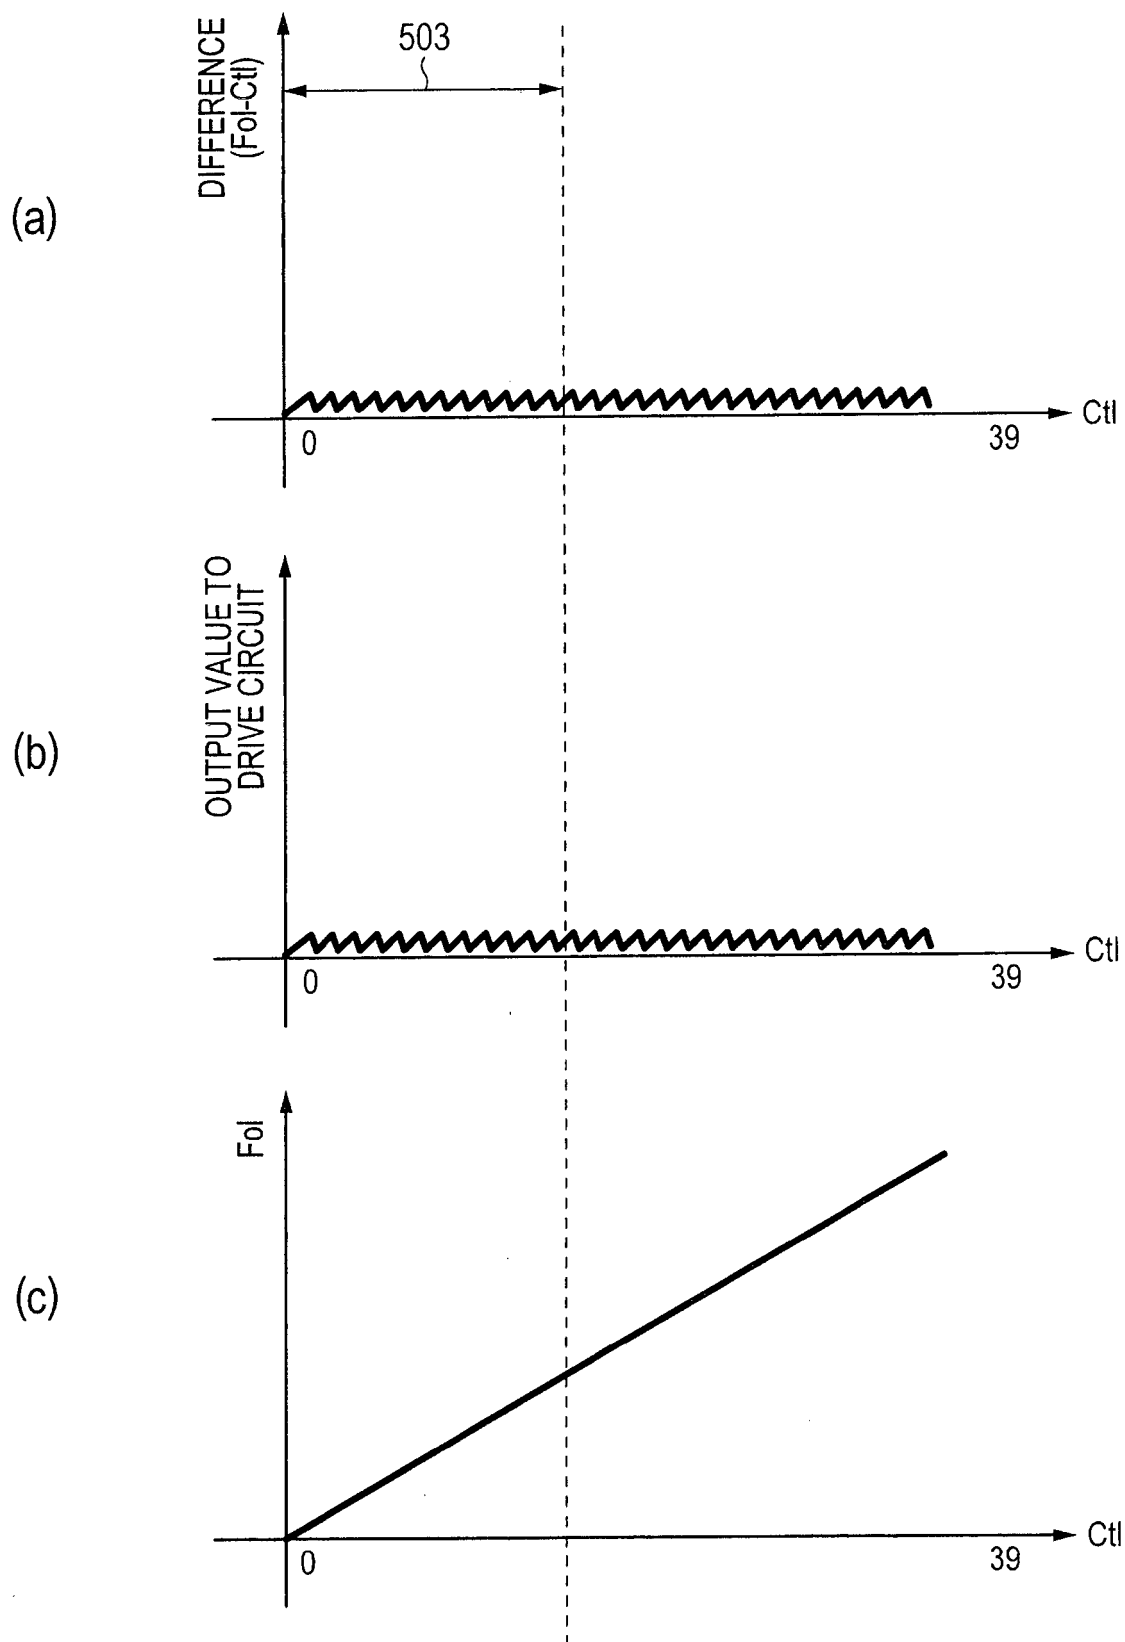 503
DIFFERENCE
(Fol-Ctl)
(a)
0
39
Ctl
OUTPUT VALUE TO
DRIVE CIRCUIT
(b)
0
39
Ctl
Fol
(c)
0
39
Ctl